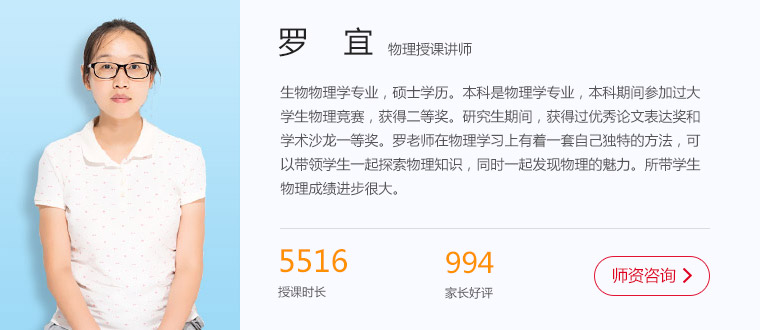 罗 宜 物理授课讲师
生物物理学专业，硕士学历。本科是物理学专业，本科期间参加过大
学生物理竞赛，获得二等奖。研究生期间，获得过优秀论文表达奖和
学术沙龙一等奖。罗老师在物理学习上有着一套自己独特的方法，可
以带领学生一起探索物理知识，同时一起发现物理的魅力。所带学生
物理成绩进步很大。
5516 994
授课时长 家长好评
师资咨询